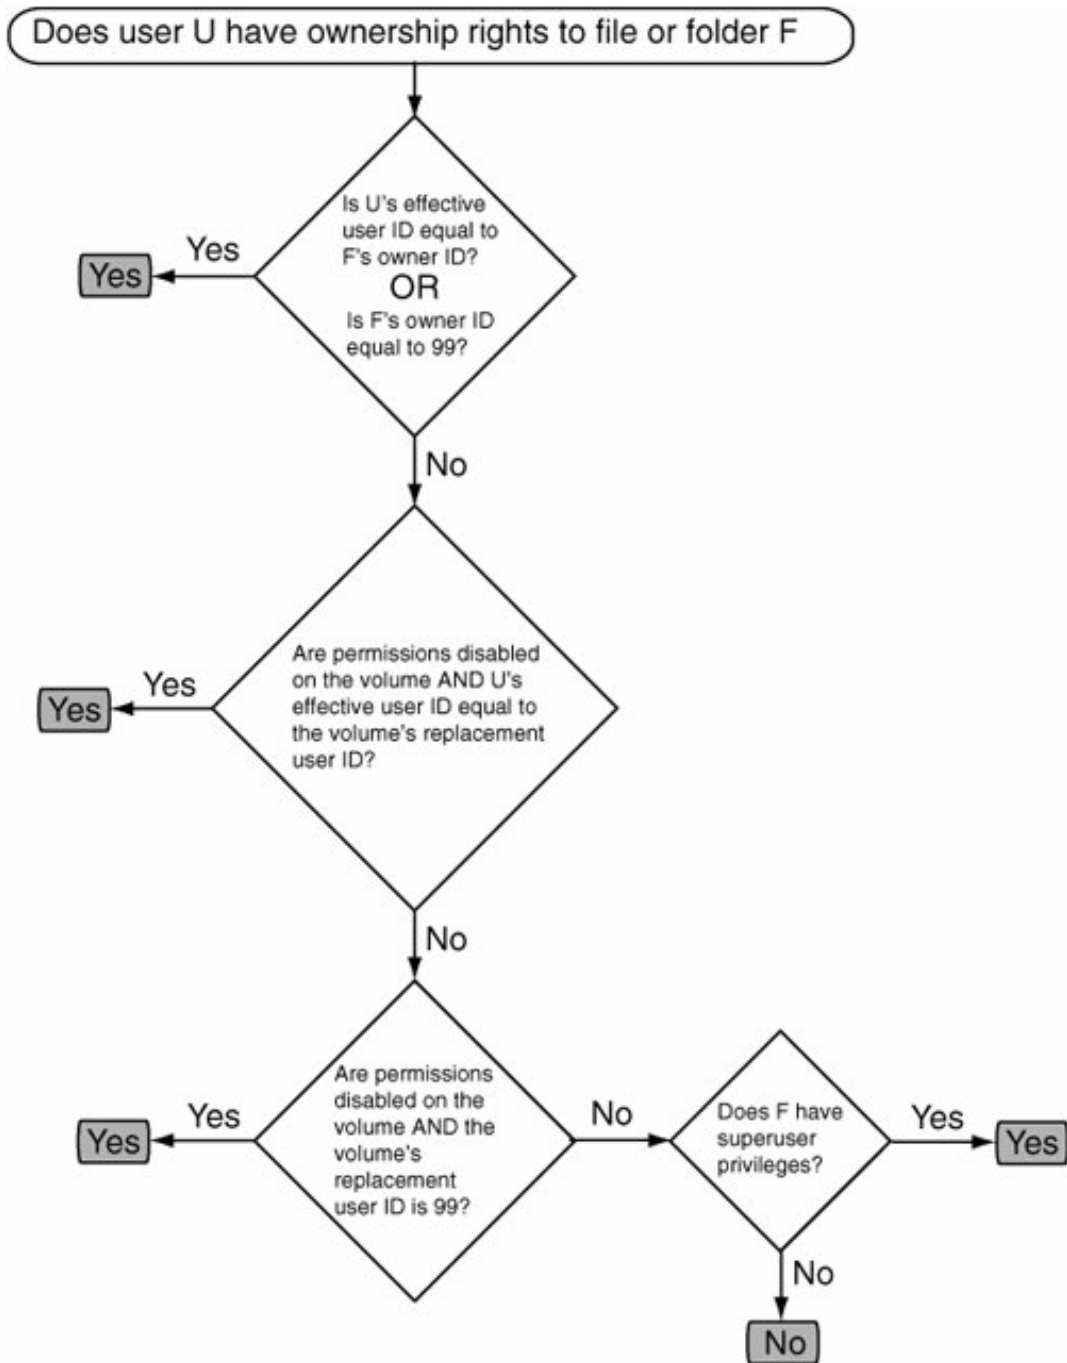 Does user U have ownership rights to file or folder F
Is U's effective
user ID equal to
F's owner ID?
OR
Is F's owner ID
equal to 99?
Yes
Yes
No
Are permissions disabled
on the volume AND U's
effective user ID equal to
the volume's replacement
user ID?
Yes
Yes
No
Are permissions
disabled on the
volume AND the
volume's
replacement
user ID is 99?
Yes
Yes
No
Does F have
superuser
privileges?
Yes
Yes
No
No